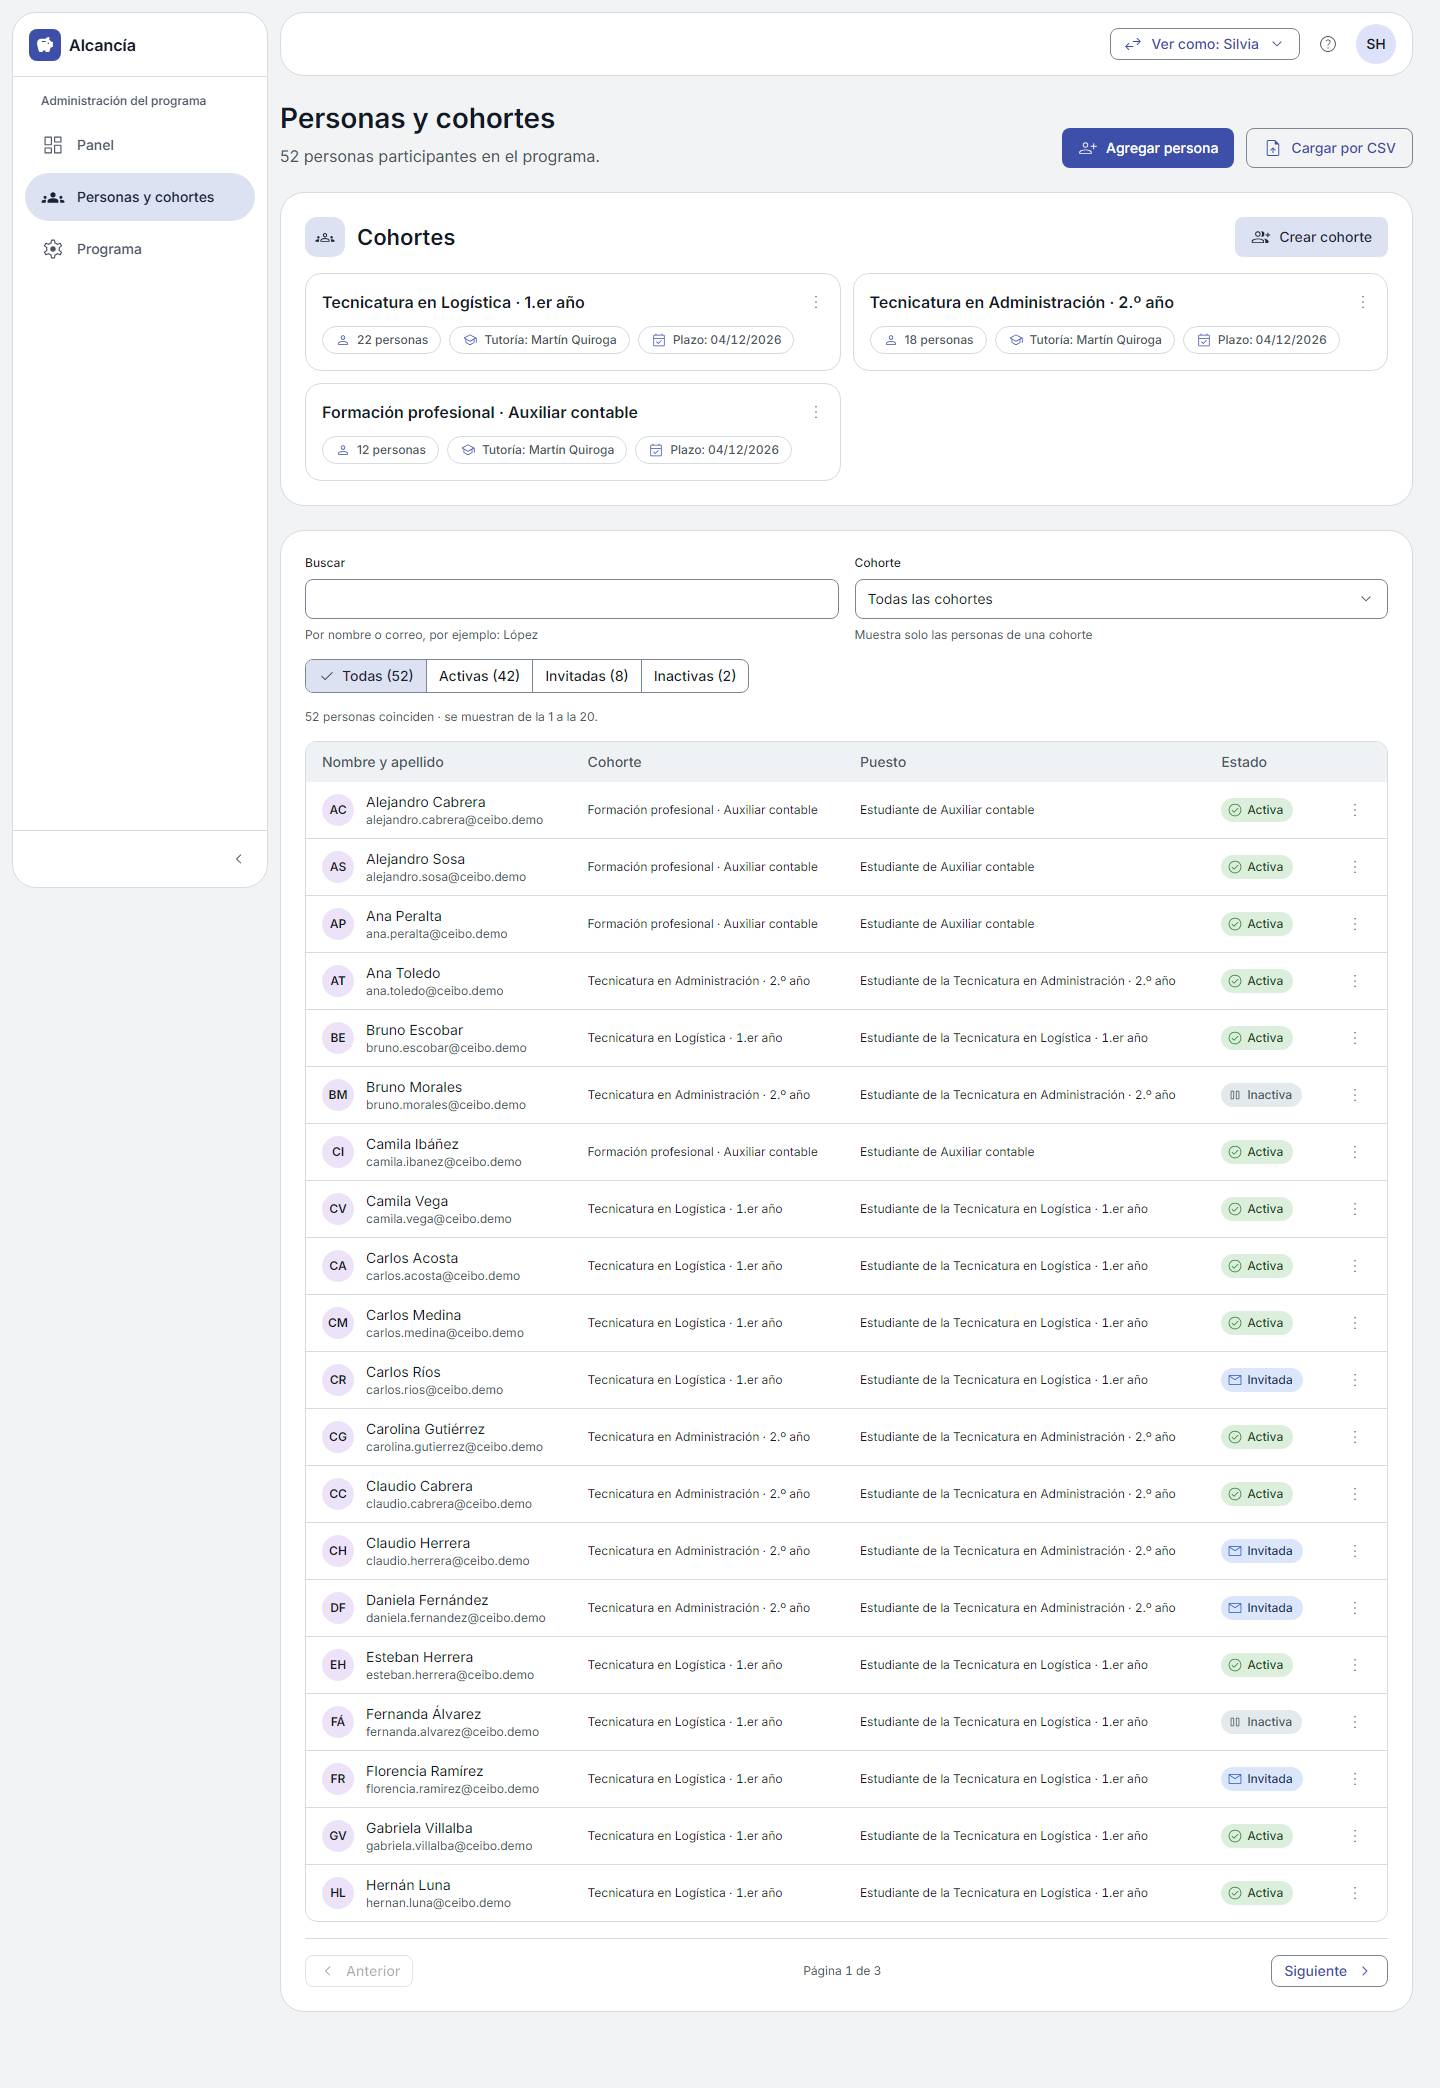 Alcancía
Ver como: Silvia
SH
Administración del programa
Panel
Personas y cohortes
Programa
Personas y cohortes
52 personas participantes en el programa.
Agregar persona
Cargar por CSV
Cohortes
Crear cohorte
Tecnicatura en Logística · 1.er año
22 personas
Tutoría: Martín Quiroga
Plazo: 04/12/2026
Tecnicatura en Administración · 2.º año
18 personas
Tutoría: Martín Quiroga
Plazo: 04/12/2026
Formación profesional · Auxiliar contable
12 personas
Tutoría: Martín Quiroga
Plazo: 04/12/2026
Buscar
Por nombre o correo, por ejemplo: López
Cohorte
Todas las cohortes
Muestra solo las personas de una cohorte
Todas (52)
Activas (42)
Invitadas (8)
Inactivas (2)
52 personas coinciden · se muestran de la 1 a la 20.
Nombre y apellido Cohorte Puesto Estado
AC Alejandro Cabrera
alejandro.cabrera@ceibo.demo
Formación profesional · Auxiliar contable
Estudiante de Auxiliar contable
Activa
AS Alejandro Sosa
alejandro.sosa@ceibo.demo
Formación profesional · Auxiliar contable
Estudiante de Auxiliar contable
Activa
AP Ana Peralta
ana.peralta@ceibo.demo
Formación profesional · Auxiliar contable
Estudiante de Auxiliar contable
Activa
AT Ana Toledo
ana.toledo@ceibo.demo
Tecnicatura en Administración · 2.º año
Estudiante de la Tecnicatura en Administración · 2.º año
Activa
BE Bruno Escobar
bruno.escobar@ceibo.demo
Tecnicatura en Logística · 1.er año
Estudiante de la Tecnicatura en Logística · 1.er año
Activa
BM Bruno Morales
bruno.morales@ceibo.demo
Tecnicatura en Administración · 2.º año
Estudiante de la Tecnicatura en Administración · 2.º año
Inactiva
CI Camila Ibáñez
camila.ibanez@ceibo.demo
Formación profesional · Auxiliar contable
Estudiante de Auxiliar contable
Activa
CV Camila Vega
camila.vega@ceibo.demo
Tecnicatura en Logística · 1.er año
Estudiante de la Tecnicatura en Logística · 1.er año
Activa
CA Carlos Acosta
carlos.acosta@ceibo.demo
Tecnicatura en Logística · 1.er año
Estudiante de la Tecnicatura en Logística · 1.er año
Activa
CM Carlos Medina
carlos.medina@ceibo.demo
Tecnicatura en Logística · 1.er año
Estudiante de la Tecnicatura en Logística · 1.er año
Activa
CR Carlos Ríos
carlos.rios@ceibo.demo
Tecnicatura en Logística · 1.er año
Estudiante de la Tecnicatura en Logística · 1.er año
Invitada
CG Carolina Gutiérrez
carolina.gutierrez@ceibo.demo
Tecnicatura en Administración · 2.º año
Estudiante de la Tecnicatura en Administración · 2.º año
Activa
CC Claudio Cabrera
claudio.cabrera@ceibo.demo
Tecnicatura en Administración · 2.º año
Estudiante de la Tecnicatura en Administración · 2.º año
Activa
CH Claudio Herrera
claudio.herrera@ceibo.demo
Tecnicatura en Administración · 2.º año
Estudiante de la Tecnicatura en Administración · 2.º año
Invitada
DF Daniela Fernández
daniela.fernandez@ceibo.demo
Tecnicatura en Administración · 2.º año
Estudiante de la Tecnicatura en Administración · 2.º año
Invitada
EH Esteban Herrera
esteban.herrera@ceibo.demo
Tecnicatura en Logística · 1.er año
Estudiante de la Tecnicatura en Logística · 1.er año
Activa
FÁ Fernanda Álvarez
fernanda.alvarez@ceibo.demo
Tecnicatura en Logística · 1.er año
Estudiante de la Tecnicatura en Logística · 1.er año
Inactiva
FR Florencia Ramírez
florencia.ramirez@ceibo.demo
Tecnicatura en Logística · 1.er año
Estudiante de la Tecnicatura en Logística · 1.er año
Invitada
GV Gabriela Villalba
gabriela.villalba@ceibo.demo
Tecnicatura en Logística · 1.er año
Estudiante de la Tecnicatura en Logística · 1.er año
Activa
HL Hernán Luna
hernan.luna@ceibo.demo
Tecnicatura en Logística · 1.er año
Estudiante de la Tecnicatura en Logística · 1.er año
Activa
Anterior
Página 1 de 3
Siguiente